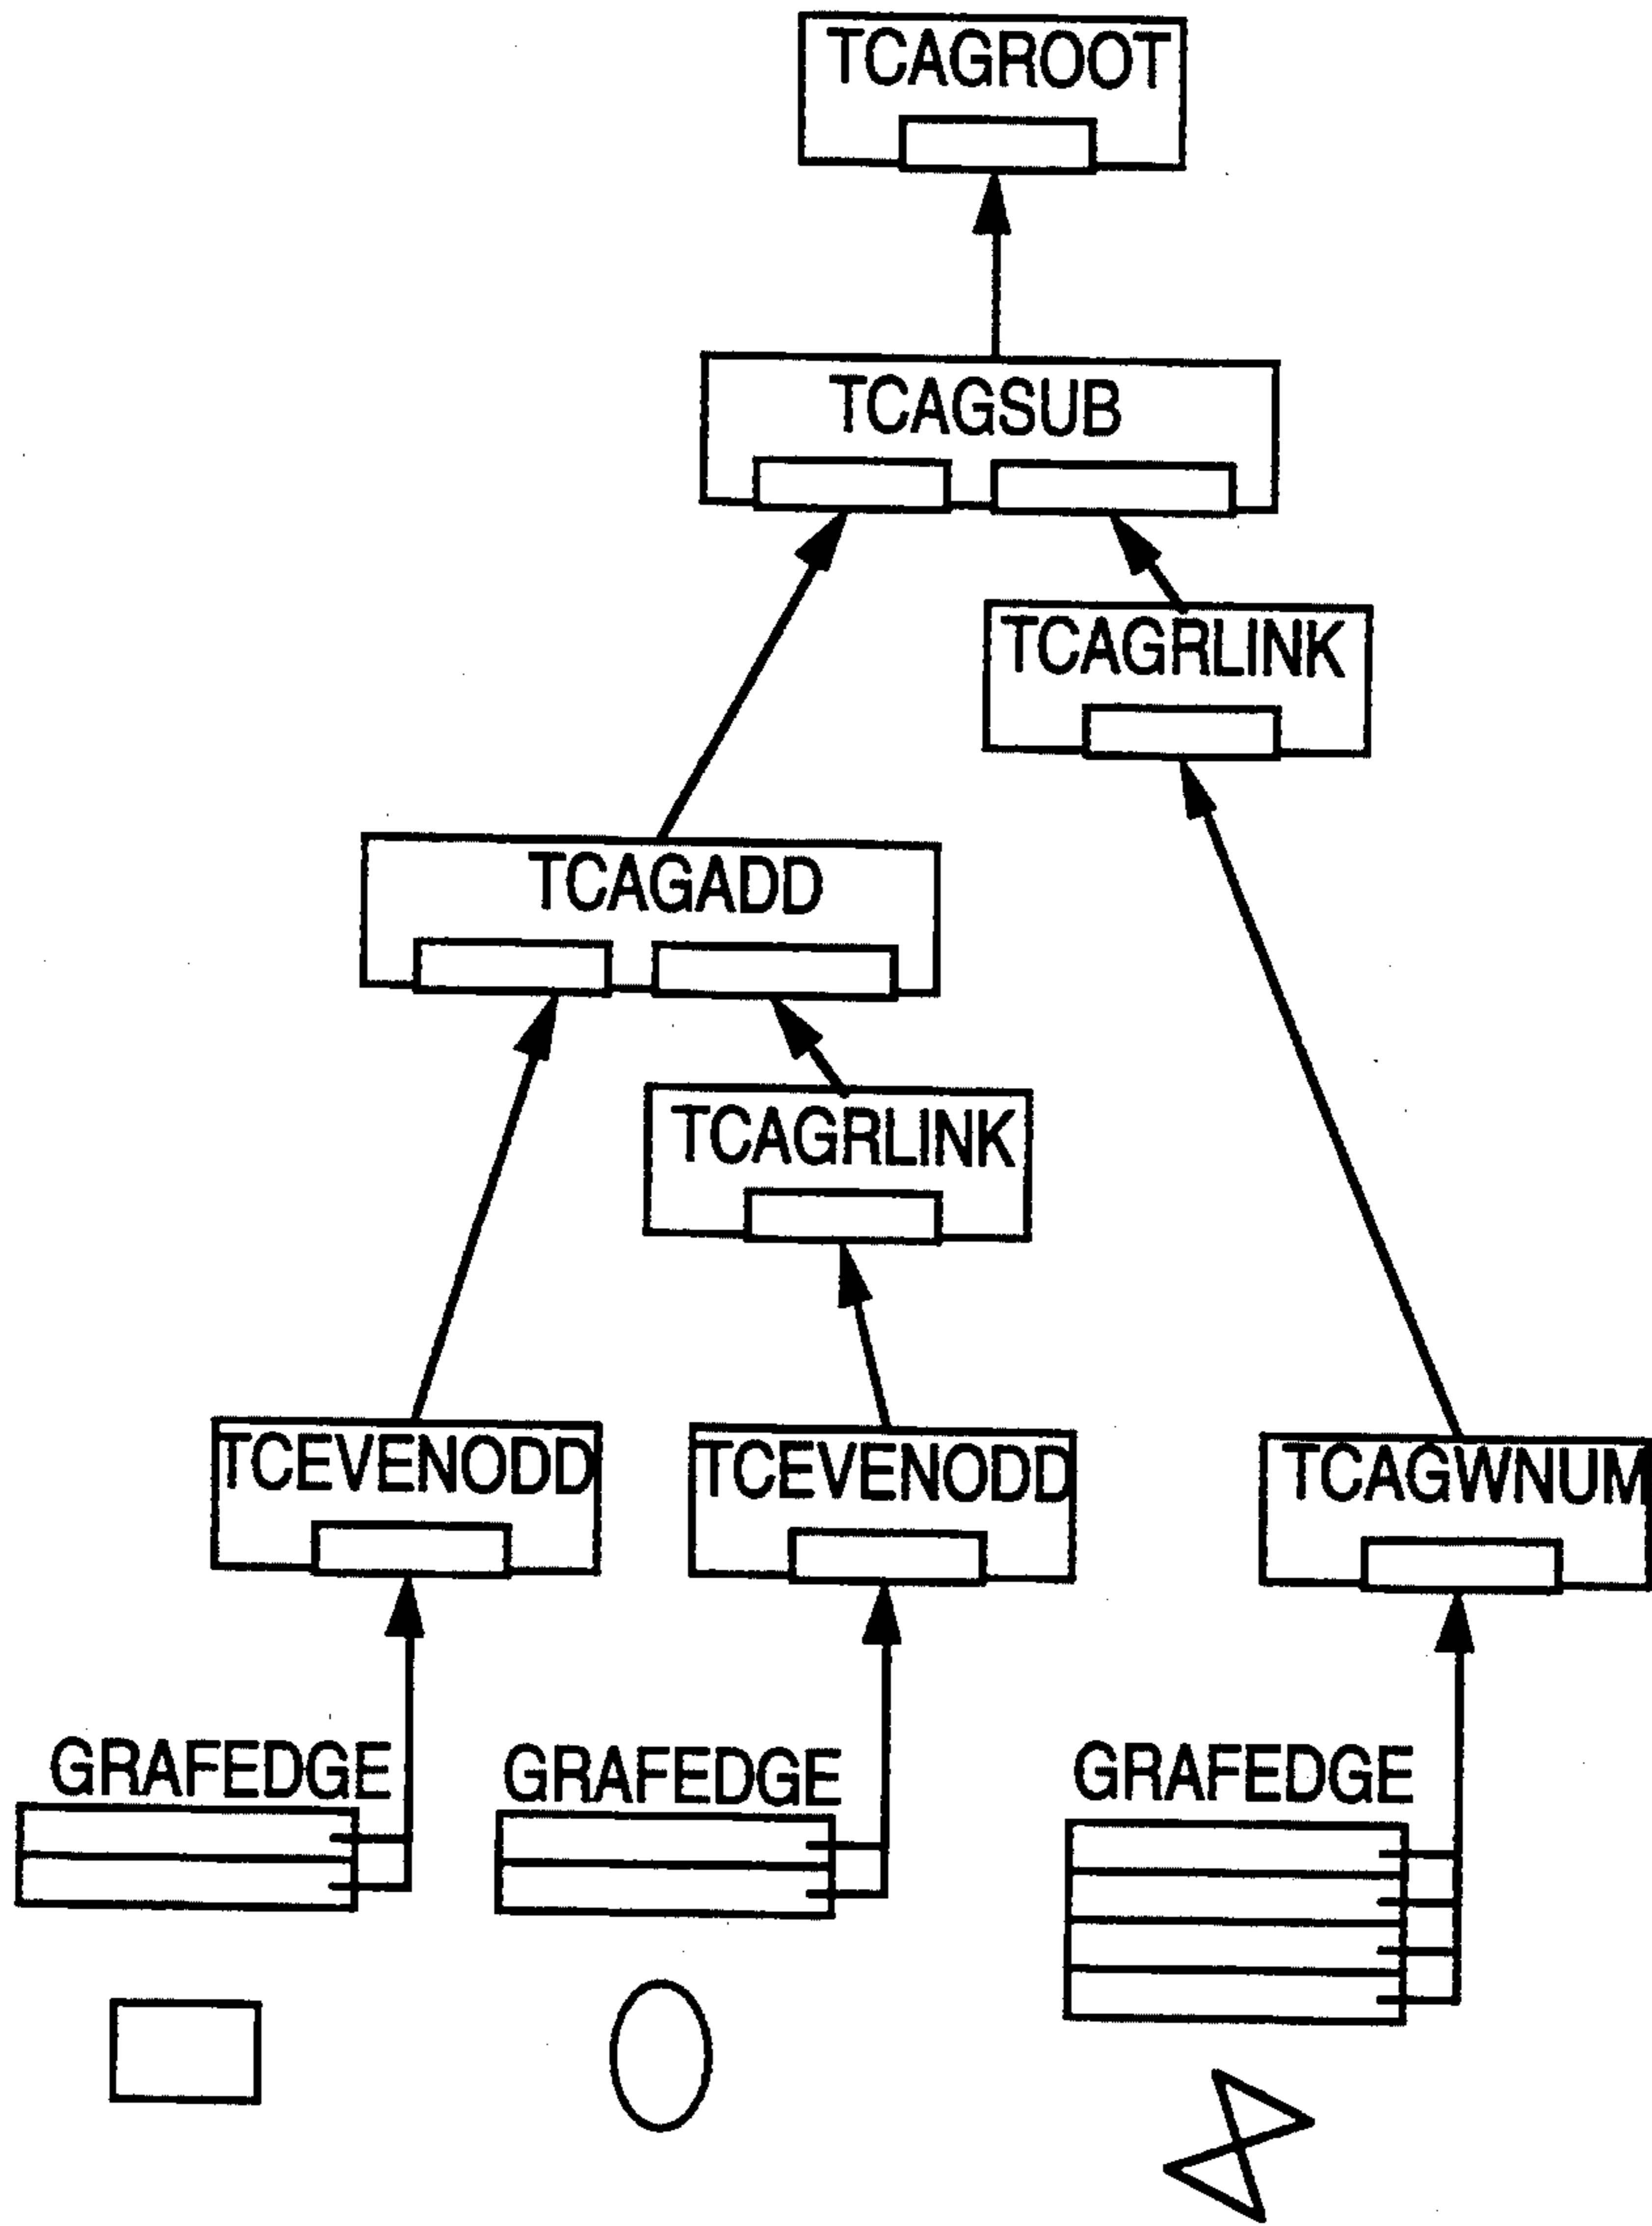 TCAGROOT
TCAGSUB
TCAGRLINK
TCAGADD
TCAGRLINK
TCEVENODD
TCEVENODD
TCAGWNUM
GRAFEDGE
GRAFEDGE
GRAFEDGE